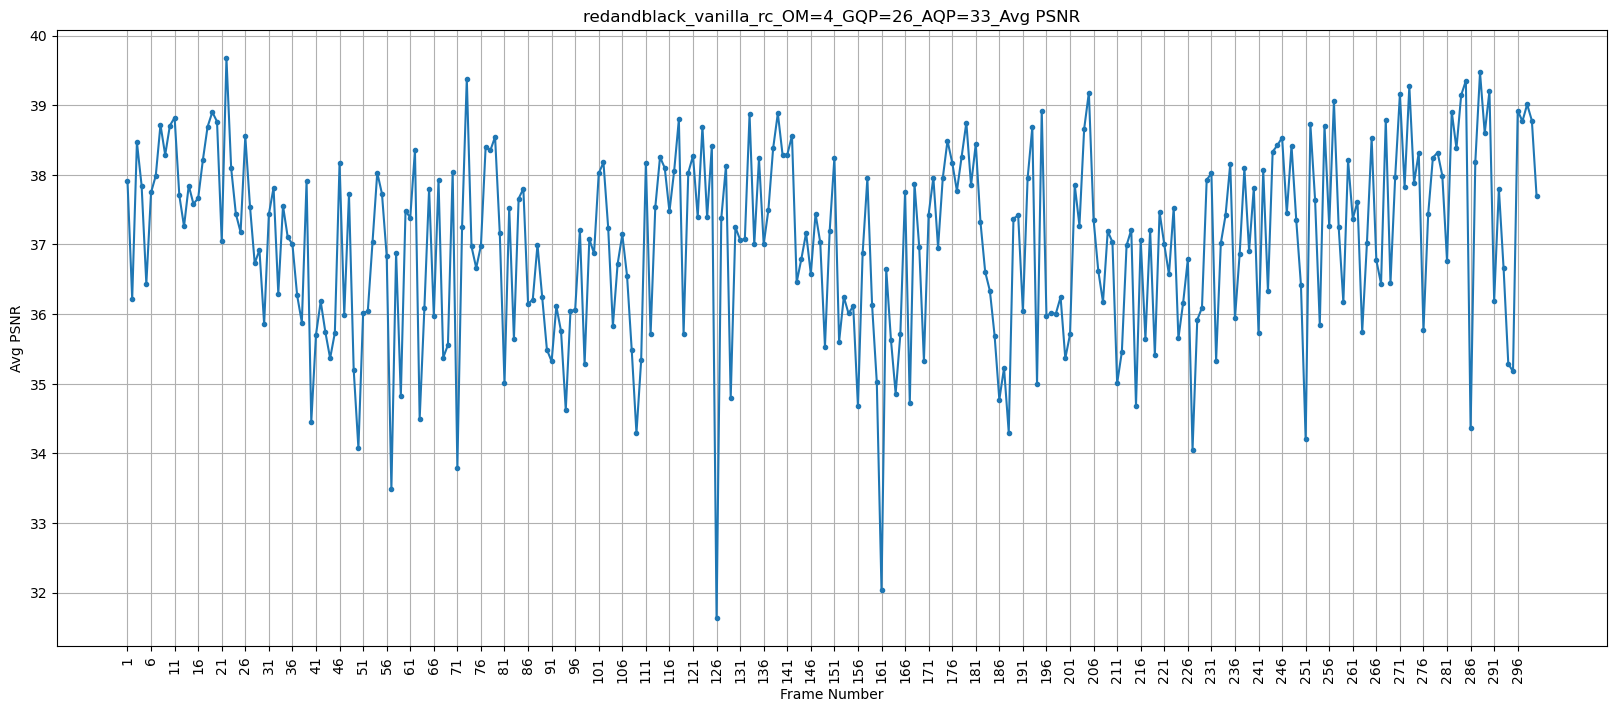 redandblack_vanilla_rc_OM=4_GQP=26_AQP=33_Avg PSNR
40
39
38
37
36
35
34
33
32
Avg PSNR
1 6 11 16 21 26 31 36 41 46 51 56 61 66 71 76 81 86 91 96 101 106 111 116 121 126 131 136 141 146 151 156 161 166 171 176 181 186 191 196 201 206 211 216 221 226 231 236 241 246 251 256 261 266 271 276 281 286 291 296
Frame Number